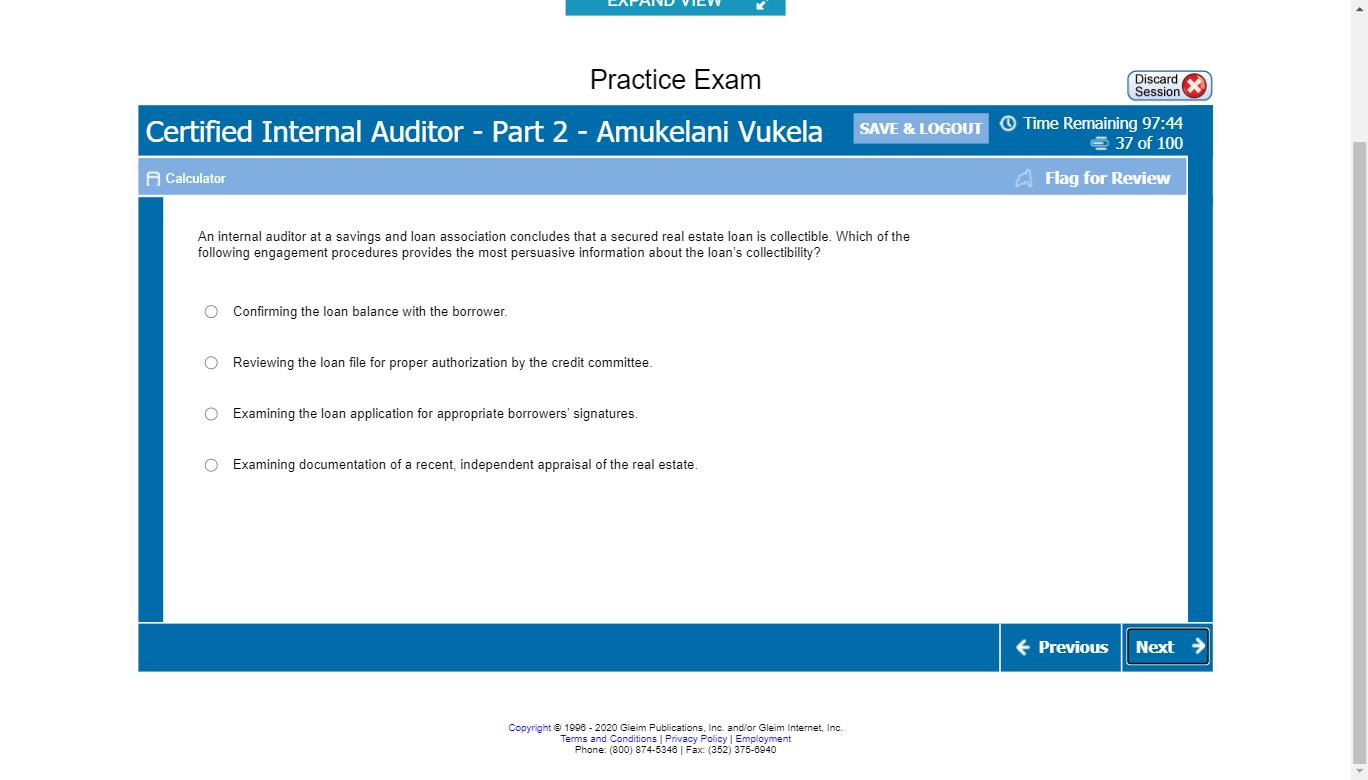 EXPAND VIEW
Practice Exam
Discard
Session
Certified Internal Auditor - Part 2 - Amukelani Vukela
SAVE & LOGOUT
Time Remaining 97:44
37 of 100
Calculator
Flag for Review
An internal auditor at a savings and loan association concludes that a secured real estate loan is collectible. Which of the
following engagement procedures provides the most persuasive information about the loan's collectibility?
Confirming the loan balance with the borrower.
Reviewing the loan file for proper authorization by the credit committee.
Examining the loan application for appropriate borrowers' signatures.
Examining documentation of a recent, independent appraisal of the real estate.
Previous
Next
Copyright © 1996 - 2020 Gleim Publications, Inc. and/or Gleim Internet, Inc.
Terms and Conditions | Privacy Policy | Employment
Phone: (800) 874-5346 | Fax: (352) 375-6940